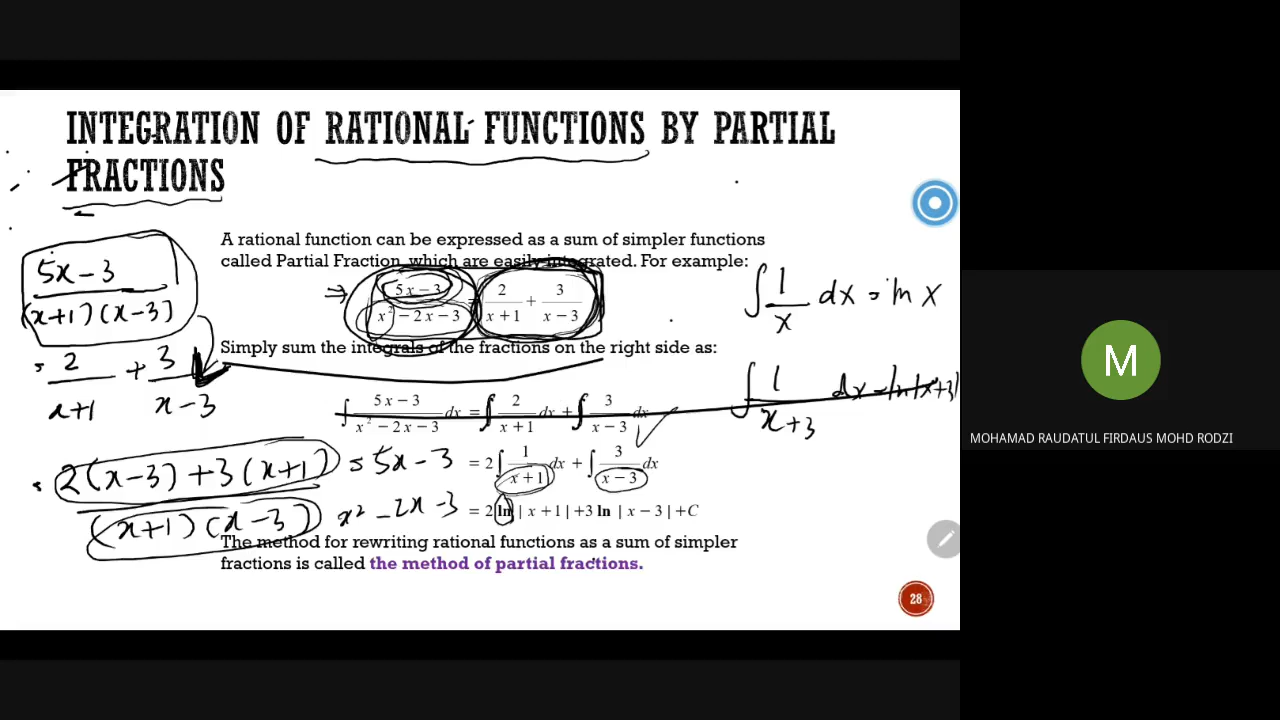 INTEGRATION OF RATIONAL FUNCTIONS BY PARTIAL
FRACTIONS
A rational function can be expressed as a sum of simpler functions
called Partial Fraction, which are easily integrated. For example:
5x − 3 / x² − 2x − 3 = 2 / x + 1 + 3 / x − 3
Simply sum the integrals of the fractions on the right side as:
∫ 5x − 3 / x² − 2x − 3 dx = ∫ 2 / x + 1 dx + ∫ 3 / x − 3 dx
= 2 ∫ 1 / x + 1 dx + ∫ 3 / x − 3 dx
= 2 ln | x + 1 | +3 ln | x − 3 | +C
The method for rewriting rational functions as a sum of simpler
fractions is called the method of partial fractions.
28
5x − 3
(x+1)(x−3)
= 2 / x+1 + 3 / x−3
= 2(x−3) + 3(x+1) = 5x − 3
(x+1)(x−3) x² − 2x − 3
∫ 1 / x dx = ln x
∫ 1 / x+3 dx = ln|x+3|
M
MOHAMAD RAUDATUL FIRDAUS MOHD RODZI